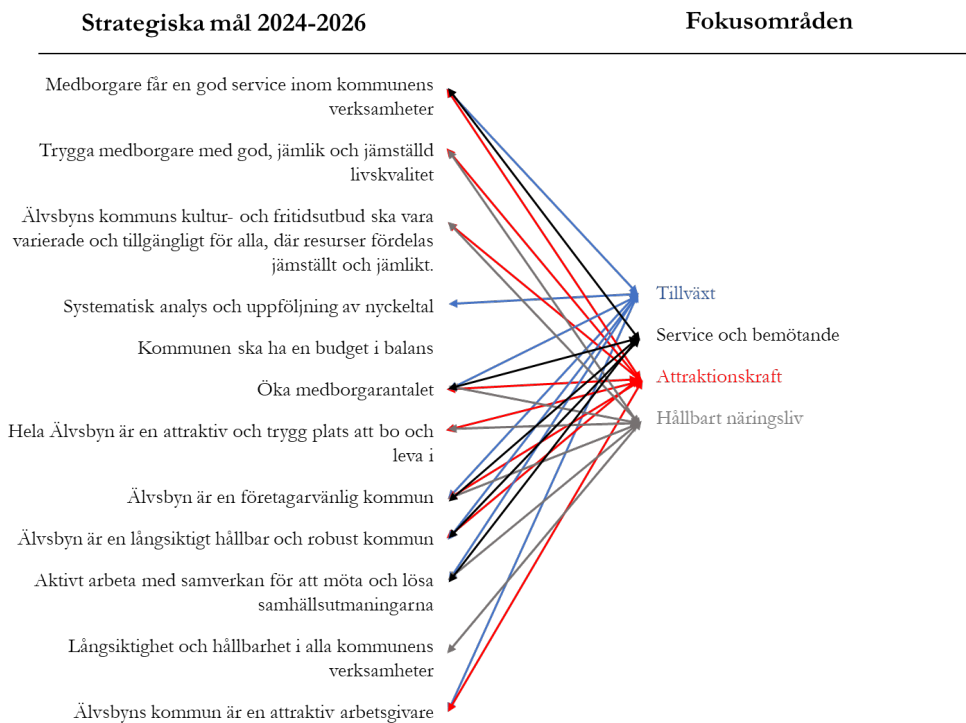 Strategiska mål 2024-2026
Fokusområden
Medborgare får en god service inom kommunens
verksamheter
Trygga medborgare med god, jämlik och jämställd
livskvalitet
Älvsbyns kommuns kultur- och fritidsutbud ska vara
varierade och tillgängligt för alla, där resurser fördelas
jämställt och jämlikt.
Systematisk analys och uppföljning av nyckeltal
Kommunen ska ha en budget i balans
Öka medborgarantalet
Hela Älvsbyn är en attraktiv och trygg plats att bo och
leva i
Älvsbyn är en företagarvänlig kommun
Älvsbyn är en långsiktigt hållbar och robust kommun
Aktivt arbeta med samverkan för att möta och lösa
samhällsutmaningarna
Långsiktighet och hållbarhet i alla kommunens
verksamheter
Älvsbyns kommun är en attraktiv arbetsgivare
Tillväxt
Service och bemötande
Attraktionskraft
Hållbart näringsliv